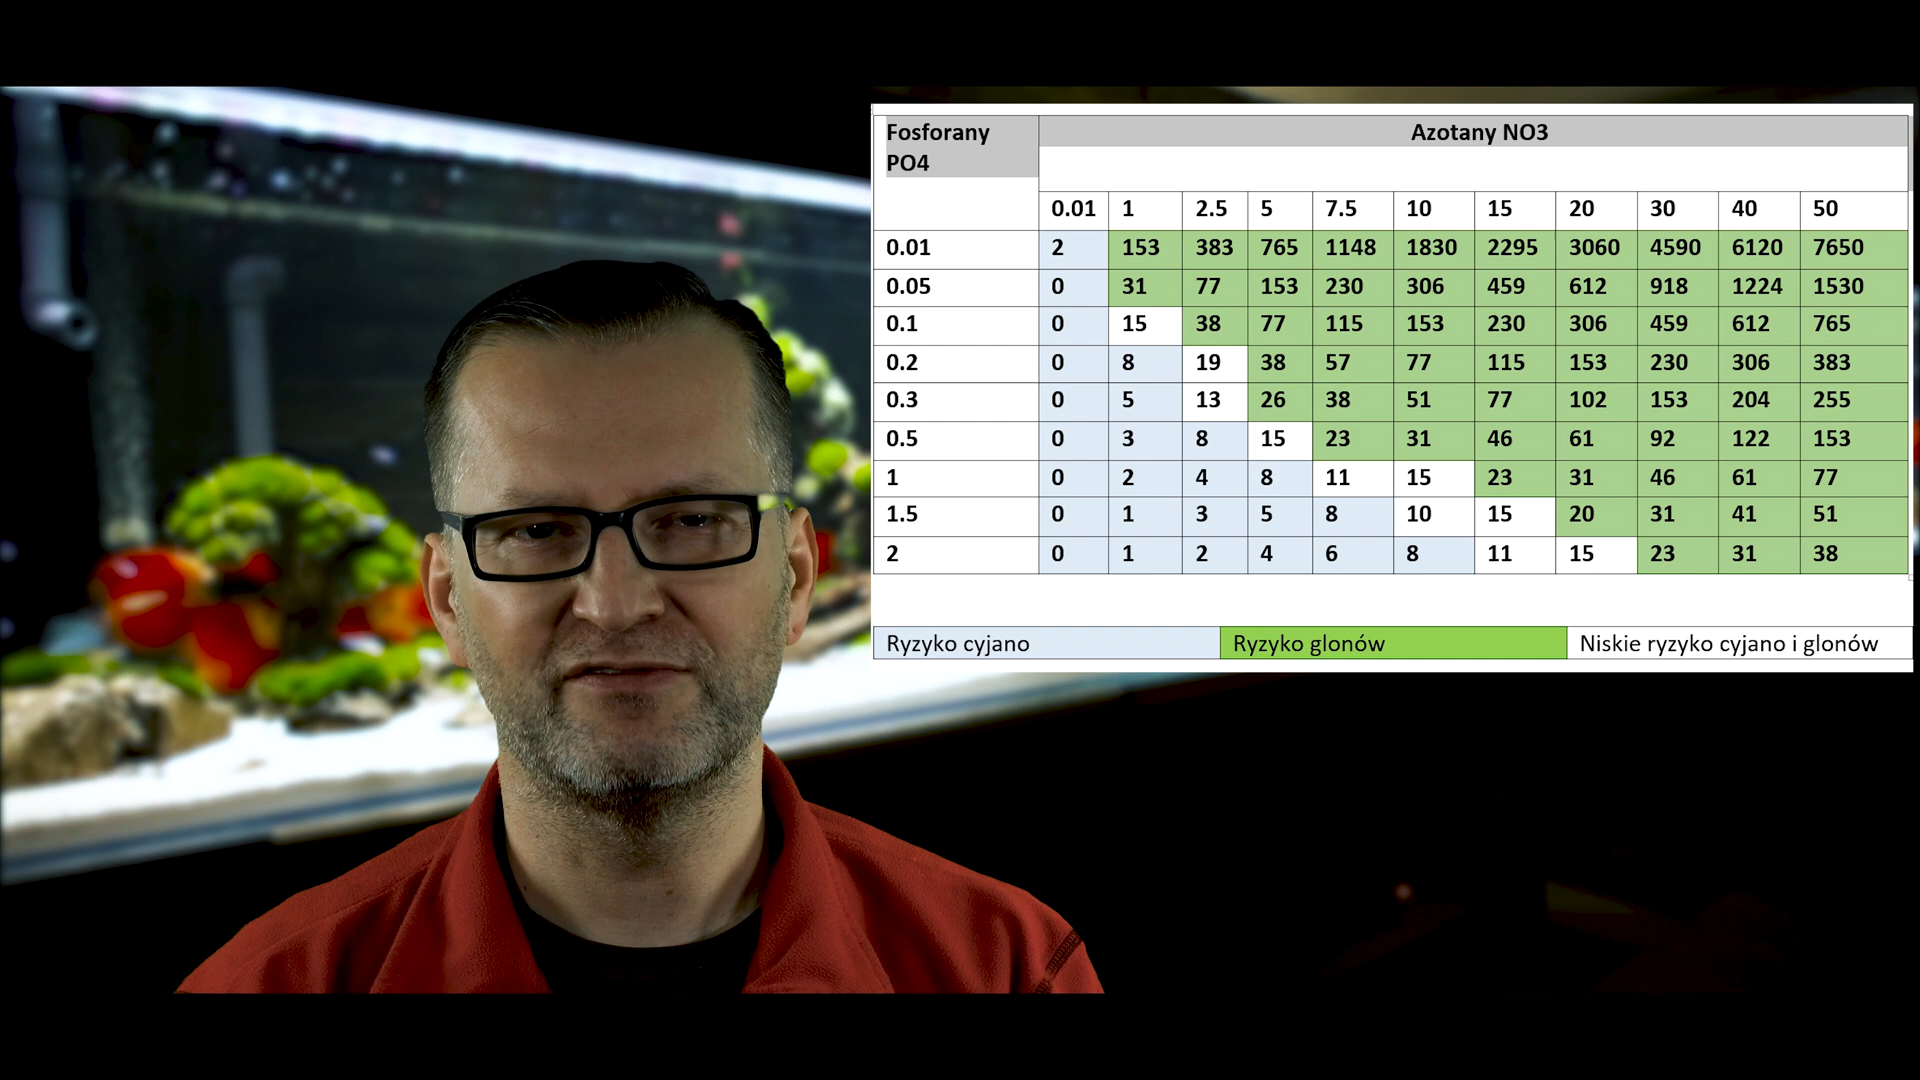 Fosforany Azotany NO3
PO4
0.01 1 2.5 5 7.5 10 15 20 30 40 50
0.01 2 153 383 765 1148 1830 2295 3060 4590 6120 7650
0.05 0 31 77 153 230 306 459 612 918 1224 1530
0.1 0 15 38 77 115 153 230 306 459 612 765
0.2 0 8 19 38 57 77 115 153 230 306 383
0.3 0 5 13 26 38 51 77 102 153 204 255
0.5 0 3 8 15 23 31 46 61 92 122 153
1 0 2 4 8 11 15 23 31 46 61 77
1.5 0 1 3 5 8 10 15 20 31 41 51
2 0 1 2 4 6 8 11 15 23 31 38
Ryzyko cyjano Ryzyko glonów Niskie ryzyko cyjano i glonów